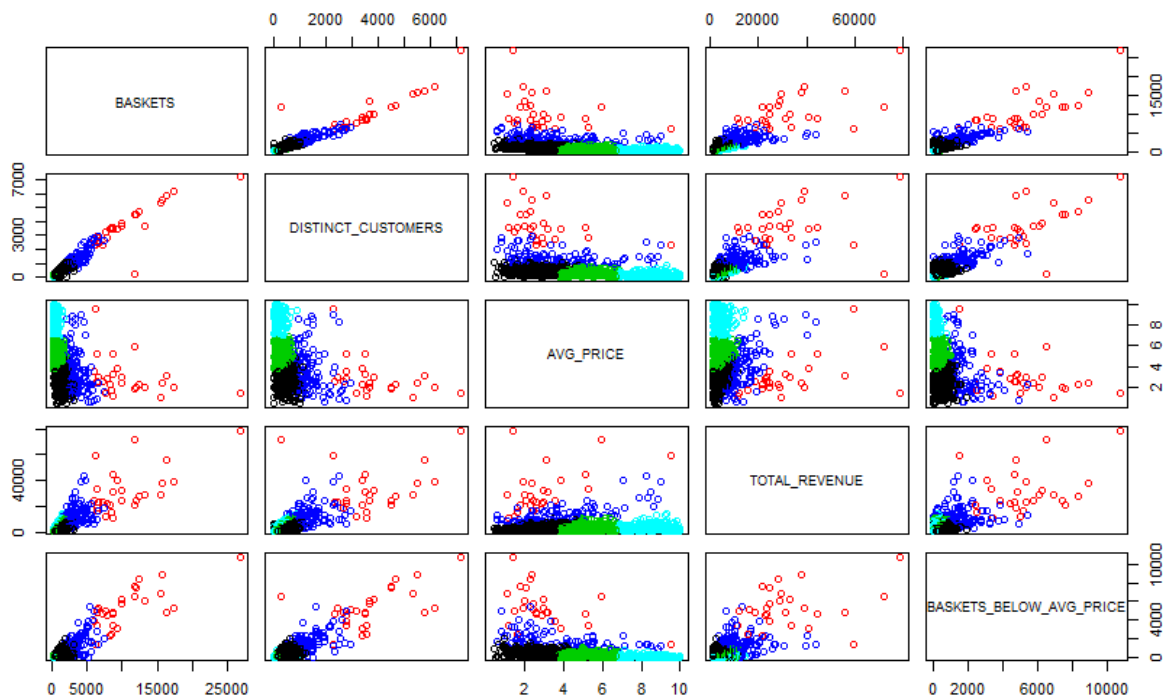 0 2000 4000 6000 0 20000 60000
BASKETS
0 5000 15000
7000
3000
0
DISTINCT_CUSTOMERS
AVG_PRICE
2 4 6 8
40000
0
TOTAL_REVENUE
BASKETS_BELOW_AVG_PRICE
0 4000 10000
0 5000 15000 25000 2 4 6 8 10 0 2000 6000 10000